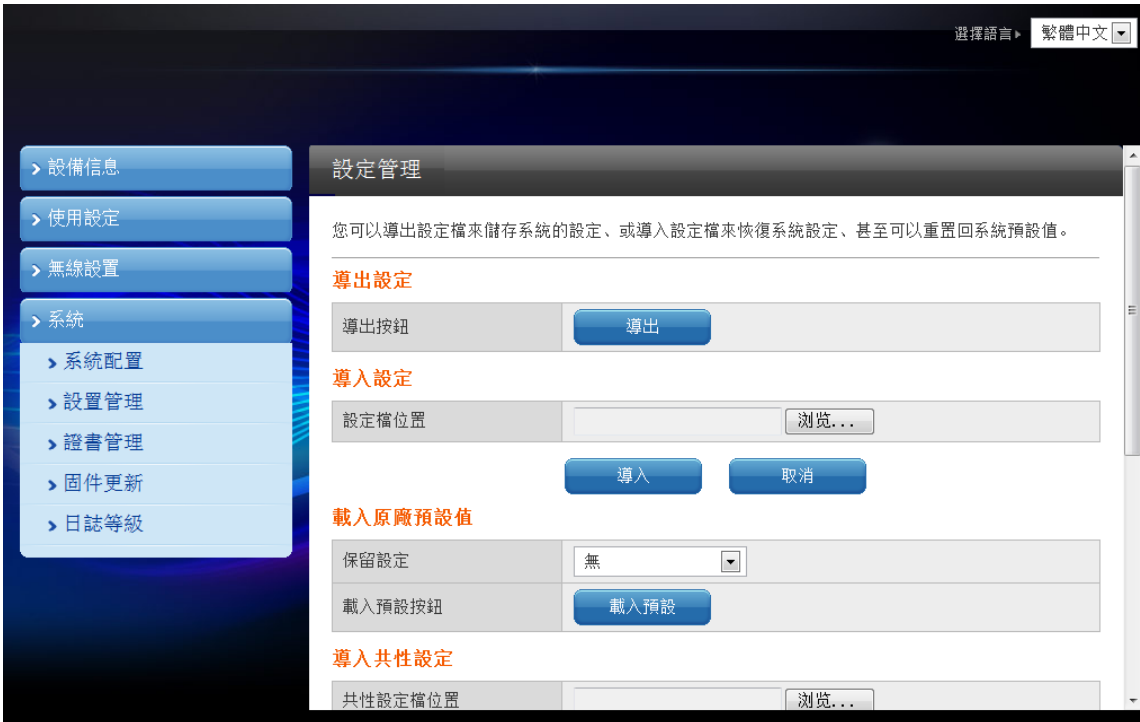 選擇語言▸ 繁體中文
設備信息
使用設定
無線設置
系統
系統配置
設置管理
證書管理
固件更新
日誌等級
設定管理
您可以導出設定檔來儲存系統的設定、或導入設定檔來恢復系統設定、甚至可以重置回系統預設值。
導出設定
導出按鈕 導出
導入設定
設定檔位置 浏览...
導入 取消
載入原廠預設值
保留設定 無
載入預設按鈕 載入預設
導入共性設定
共性設定檔位置 浏览...